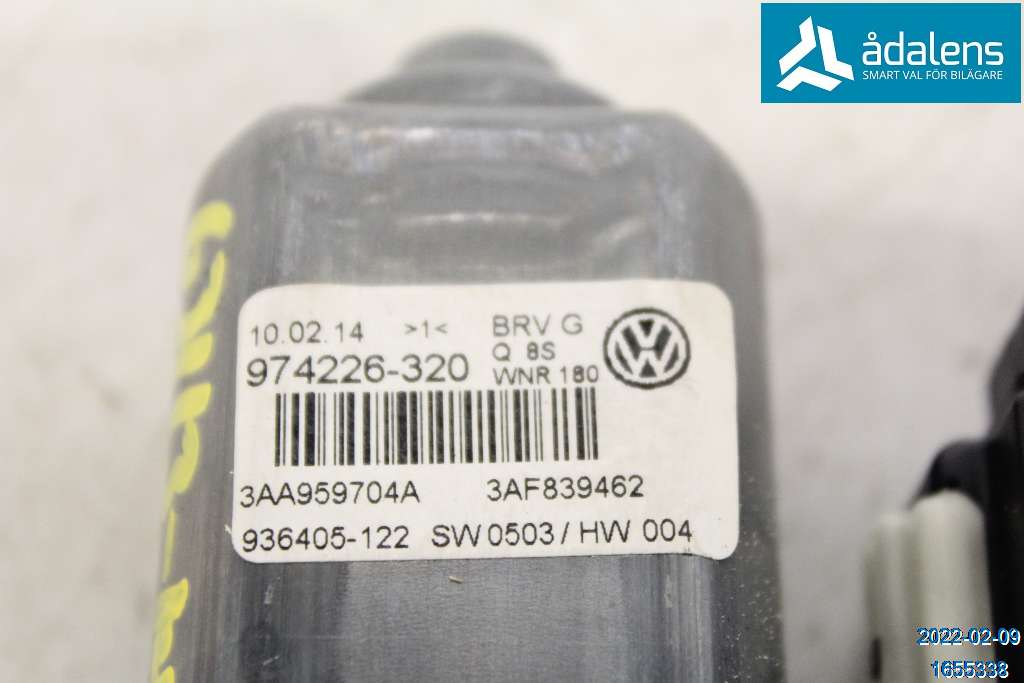 ådalens
SMART VAL FÖR BILÄGARE
10.02.14 >1< BRV G
Q 8S
974226-320 WNR 180
3AA959704A 3AF839462
936405-122 SW 0503 / HW 004
2022-02-09
1655338